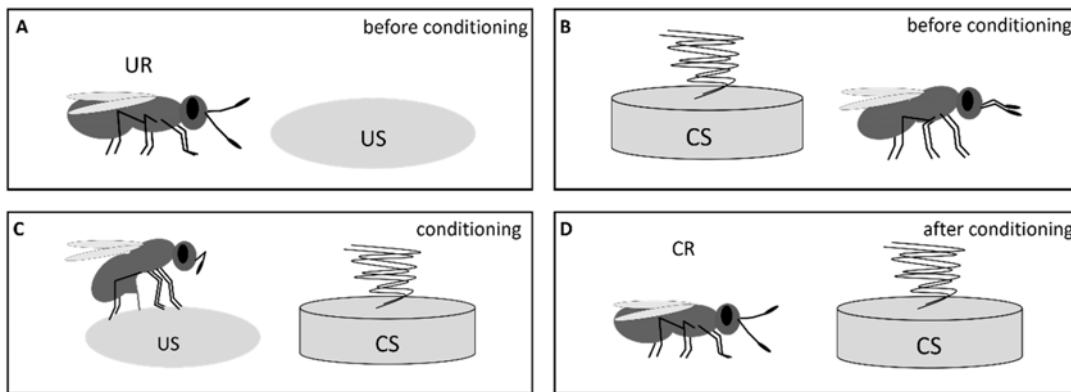 A
before conditioning
UR
US
B
before conditioning
CS
C
conditioning
US
CS
D
after conditioning
CR
CS